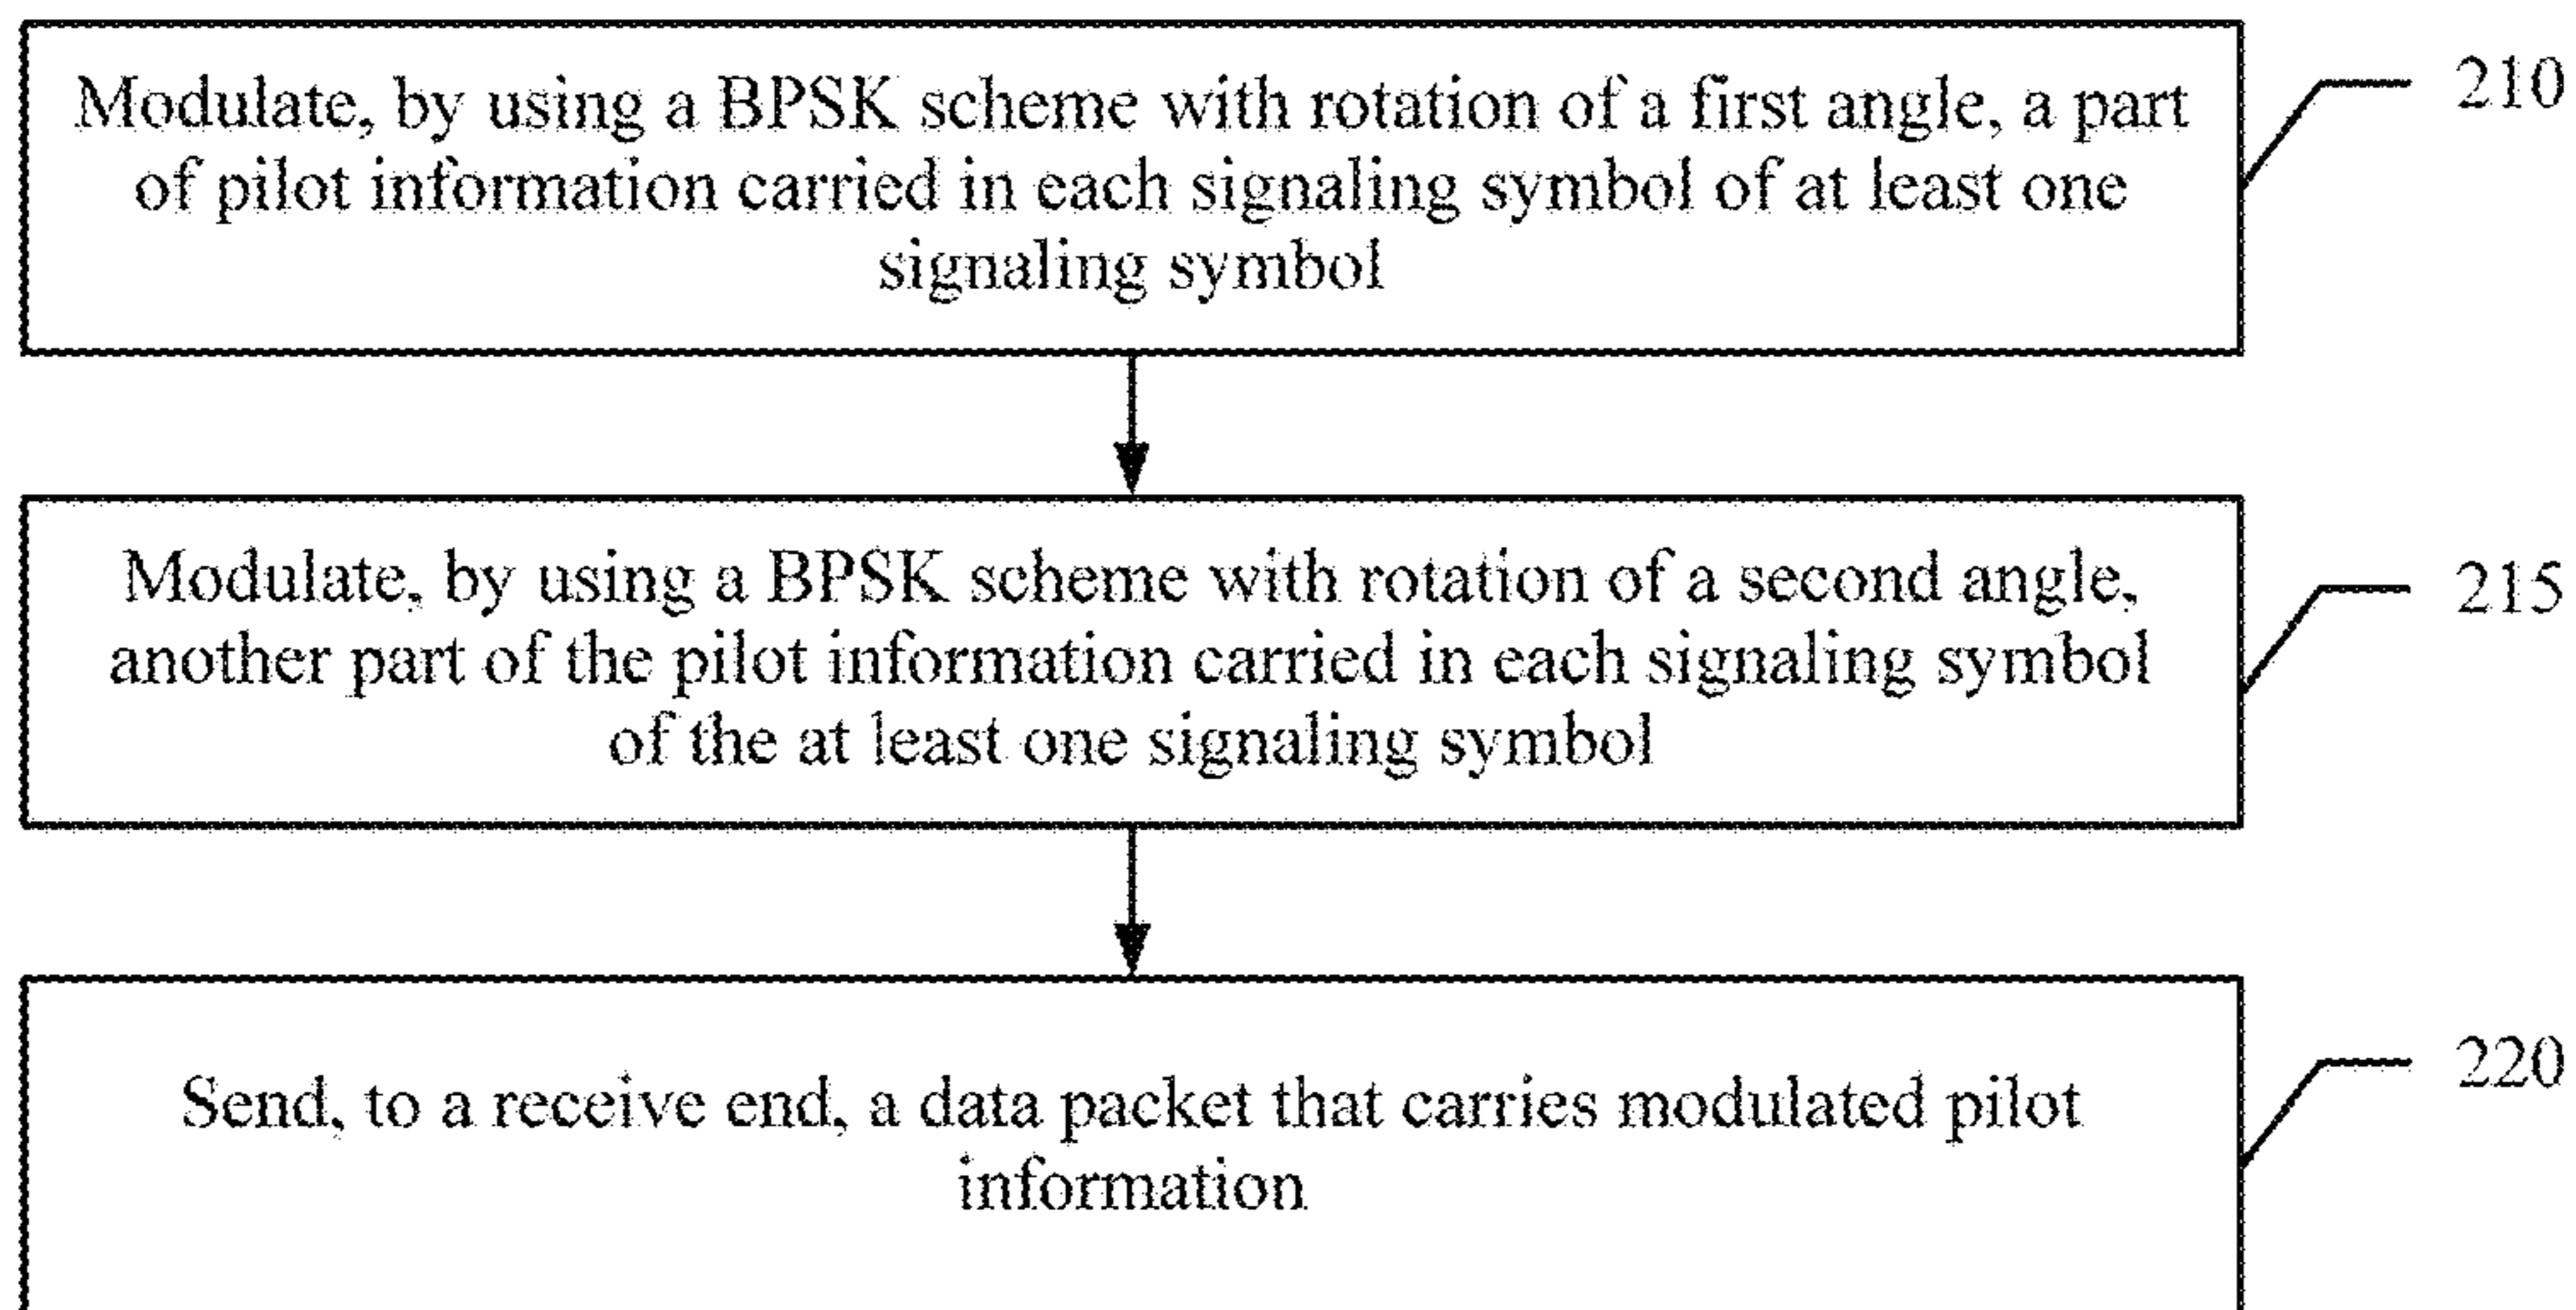 Modulate, by using a BPSK scheme with rotation of a first angle, a part
of pilot information carried in each signaling symbol of at least one
signaling symbol
210
Modulate, by using a BPSK scheme with rotation of a second angle,
another part of the pilot information carried in each signaling symbol
of the at least one signaling symbol
215
Send, to a receive end, a data packet that carries modulated pilot
information
220